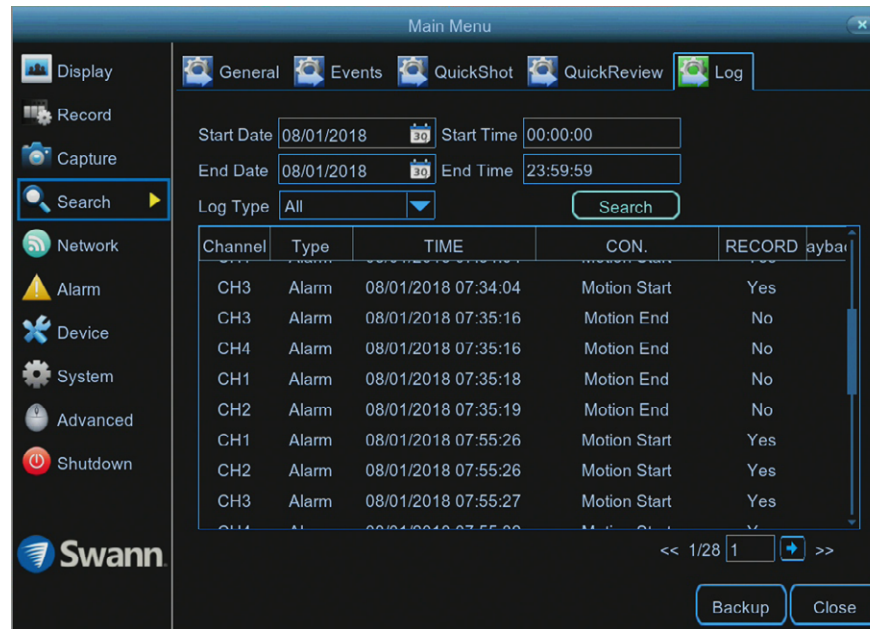 Main Menu
Display
Record
Capture
Search
Network
Alarm
Device
System
Advanced
Shutdown
Swann
General Events QuickShot QuickReview Log
Start Date 08/01/2018 30 Start Time 00:00:00
End Date 08/01/2018 30 End Time 23:59:59
Log Type All Search
Channel Type TIME CON. RECORD aybac
CH3 Alarm 08/01/2018 07:34:04 Motion Start Yes
CH3 Alarm 08/01/2018 07:35:16 Motion End No
CH4 Alarm 08/01/2018 07:35:16 Motion End No
CH1 Alarm 08/01/2018 07:35:18 Motion End No
CH2 Alarm 08/01/2018 07:35:19 Motion End No
CH1 Alarm 08/01/2018 07:55:26 Motion Start Yes
CH2 Alarm 08/01/2018 07:55:26 Motion Start Yes
CH3 Alarm 08/01/2018 07:55:27 Motion Start Yes
<< 1/28 1 >>
Backup Close